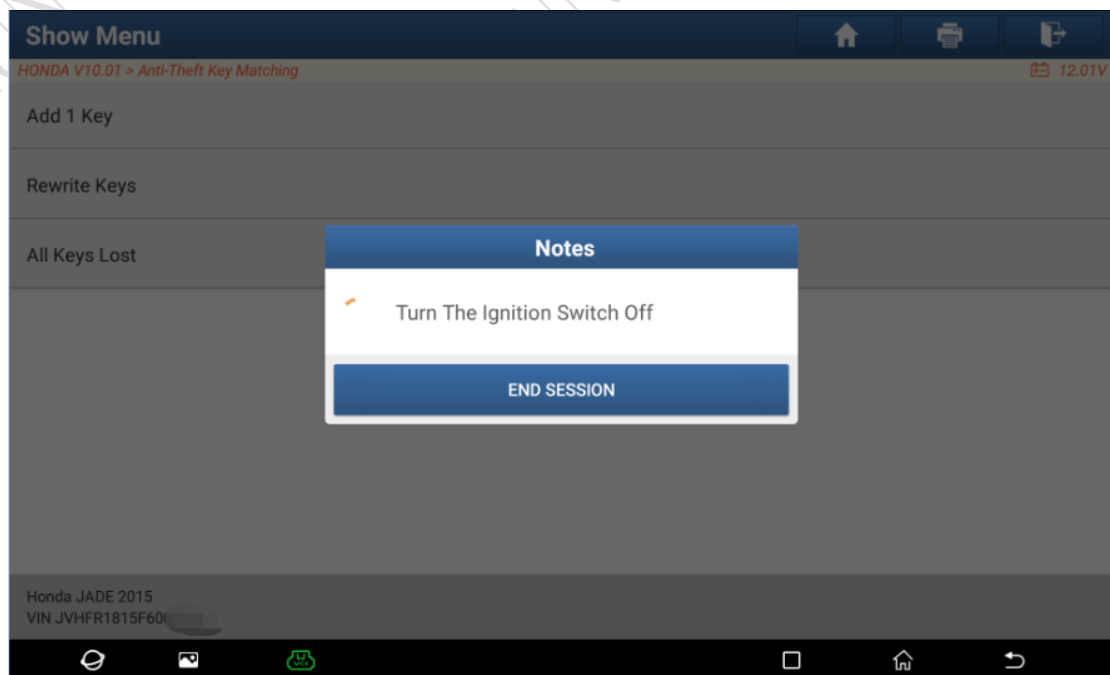 Show Menu
HONDA V10.01 > Anti-Theft Key Matching
12.01V
Add 1 Key
Rewrite Keys
All Keys Lost
Notes
Turn The Ignition Switch Off
END SESSION
Honda JADE 2015
VIN JVHFR1815F60
VCI